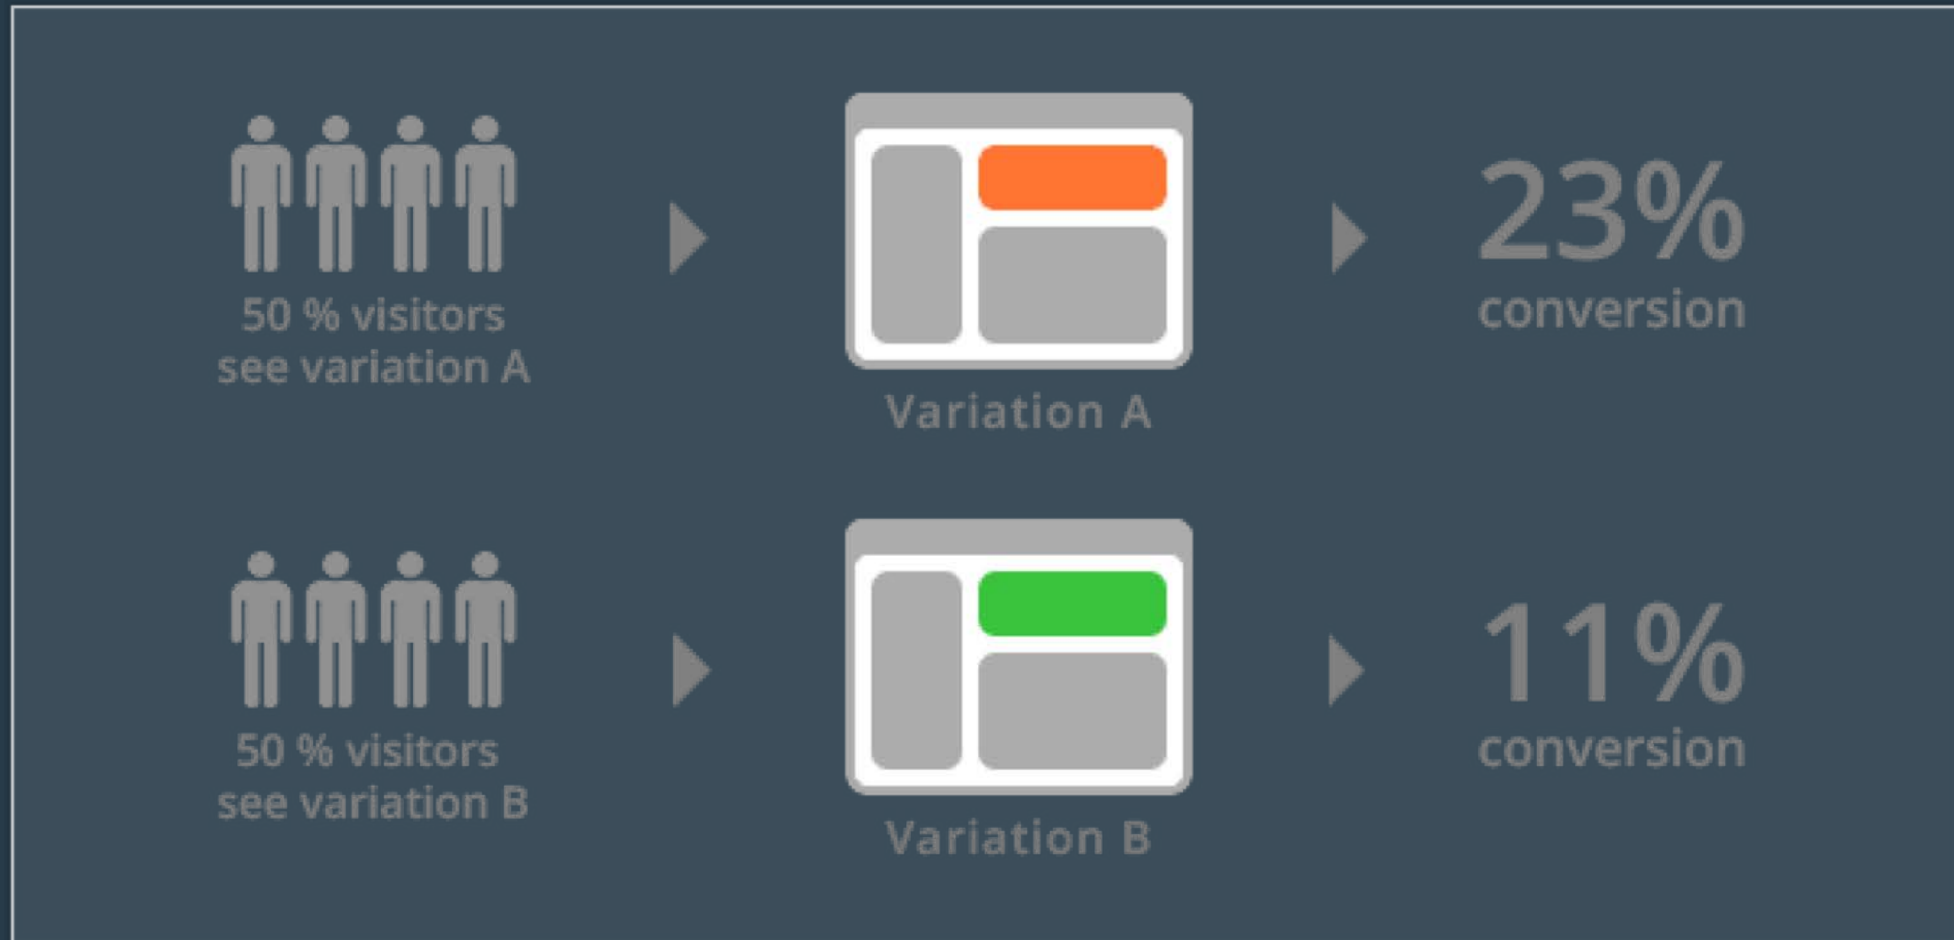 50 % visitors
see variation A
Variation A
23%
conversion
50 % visitors
see variation B
Variation B
11%
conversion